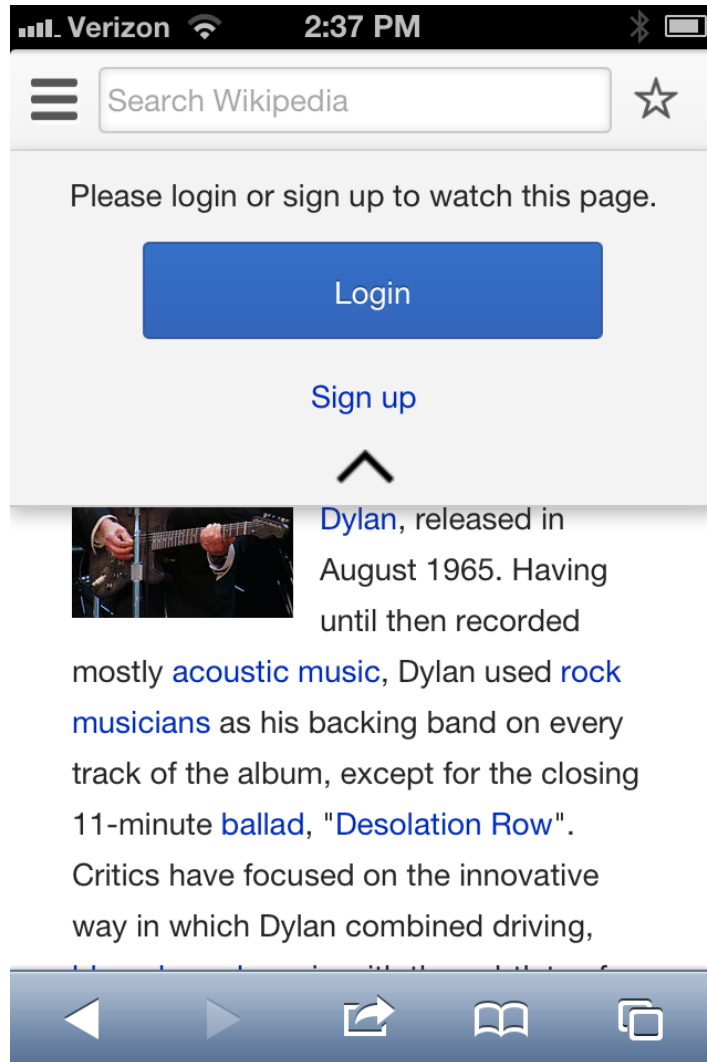 Verizon 2:37 PM
Search Wikipedia
Please login or sign up to watch this page.
Login
Sign up
Dylan, released in
August 1965. Having
until then recorded
mostly acoustic music, Dylan used rock
musicians as his backing band on every
track of the album, except for the closing
11-minute ballad, "Desolation Row".
Critics have focused on the innovative
way in which Dylan combined driving,